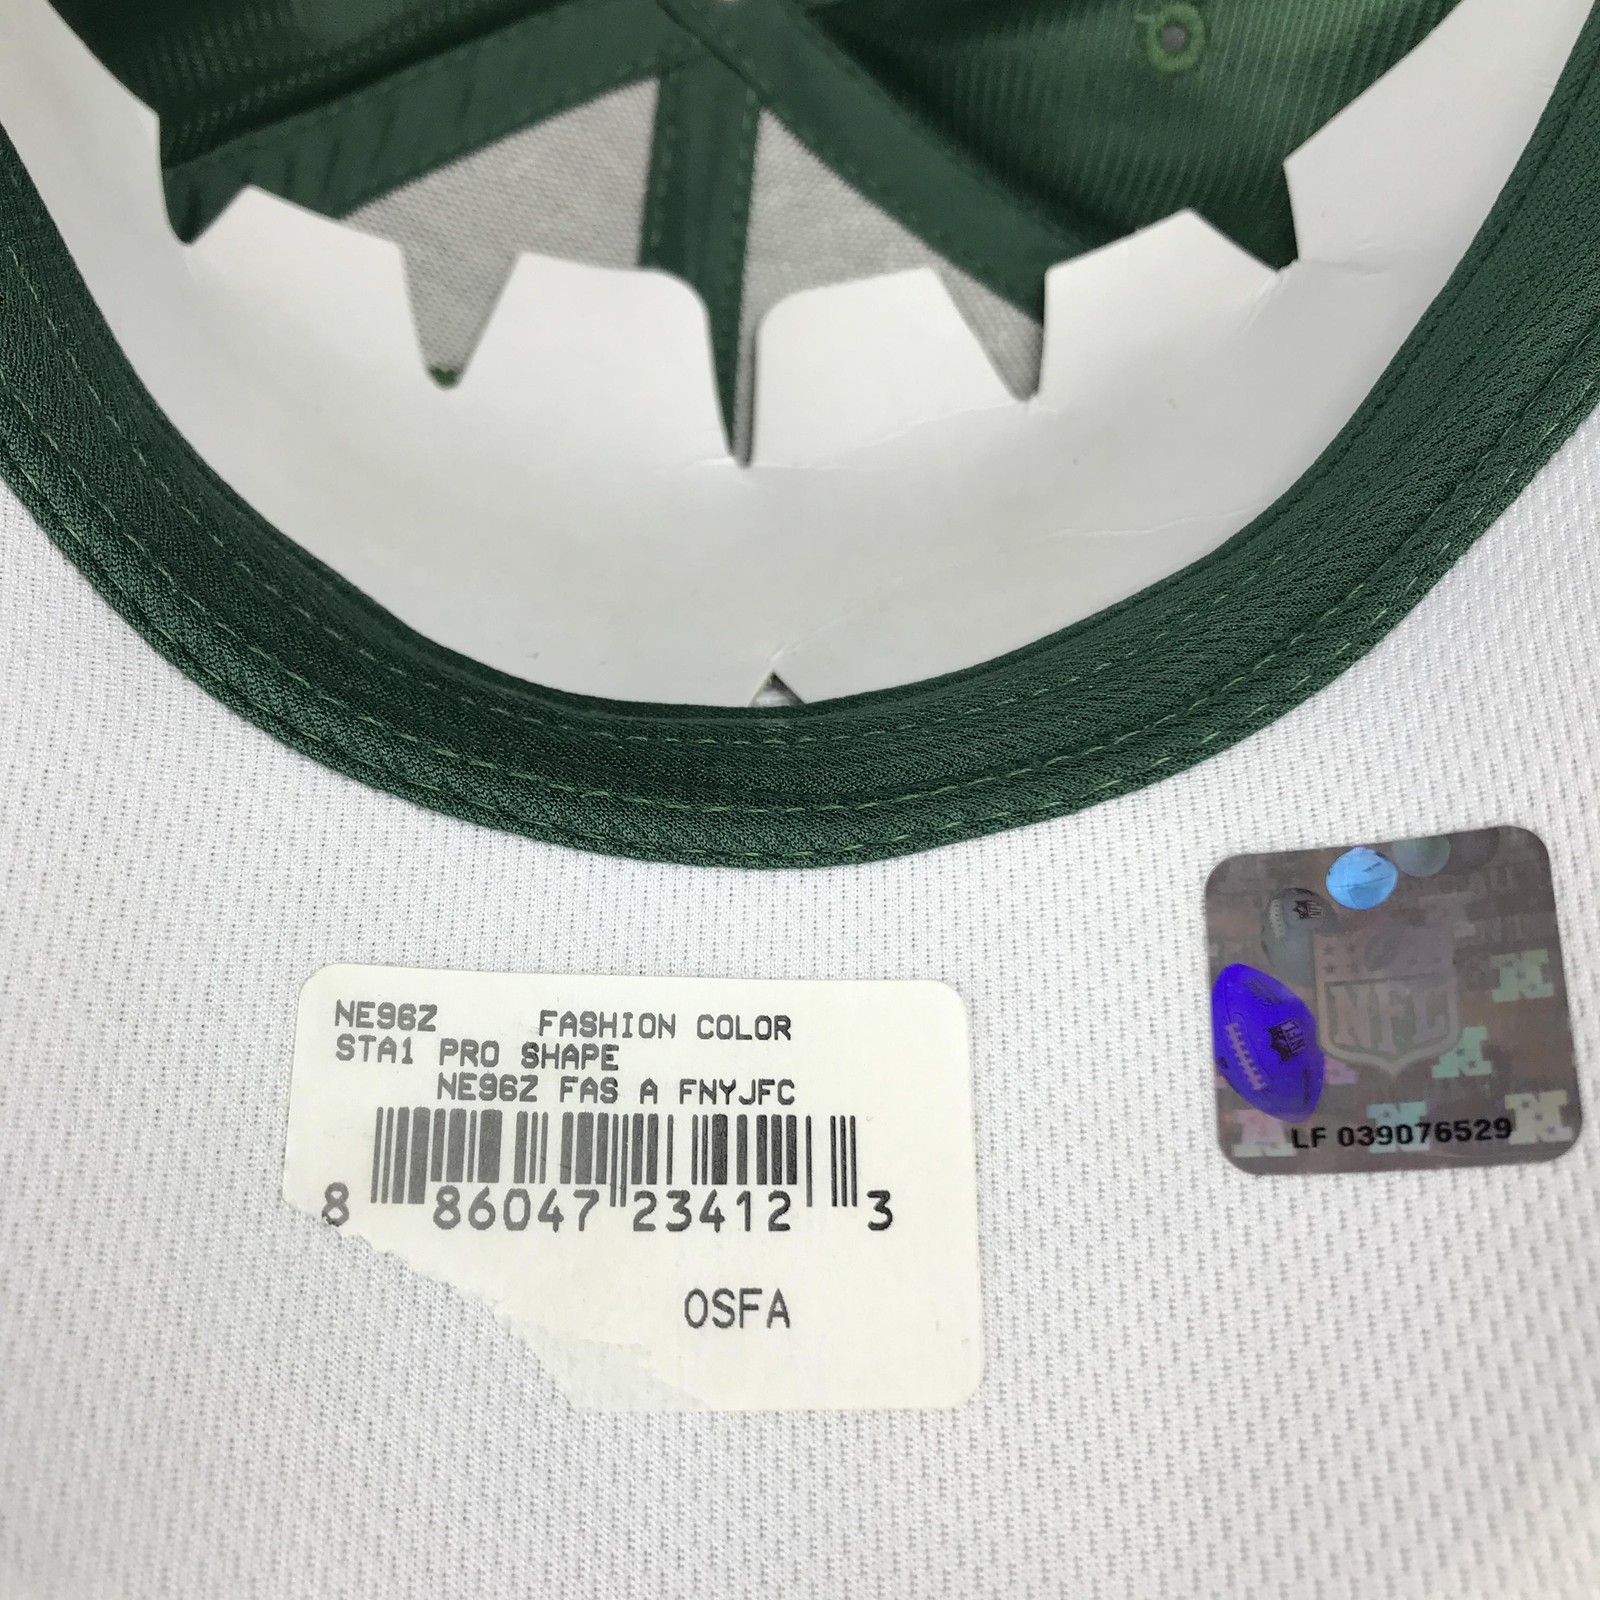 NE96Z FASHION COLOR
STA1 PRO SHAPE
NE96Z FAS A FNYJFC
8 86047 23412 3
OSFA
NFL
LF 039076529